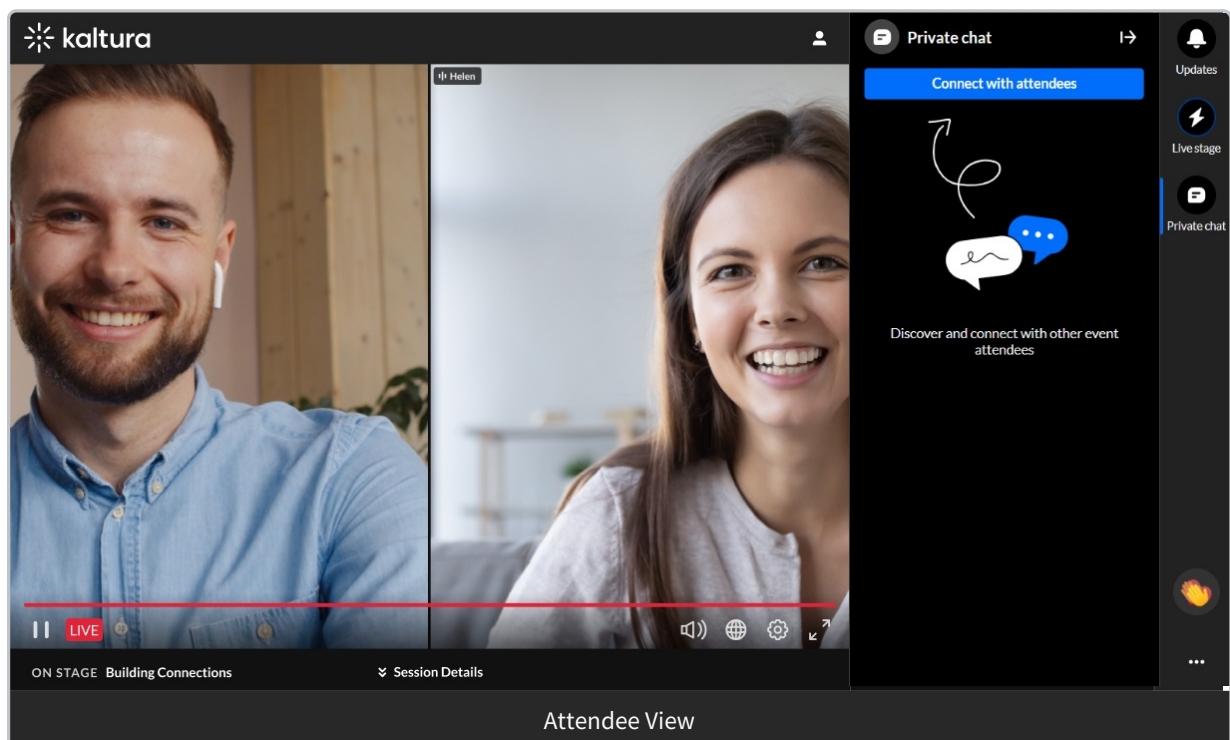 kaltura
Helen
LIVE
ON STAGE Building Connections
Session Details
Private chat
Connect with attendees
Discover and connect with other event
attendees
Updates
Live stage
Private chat
Attendee View